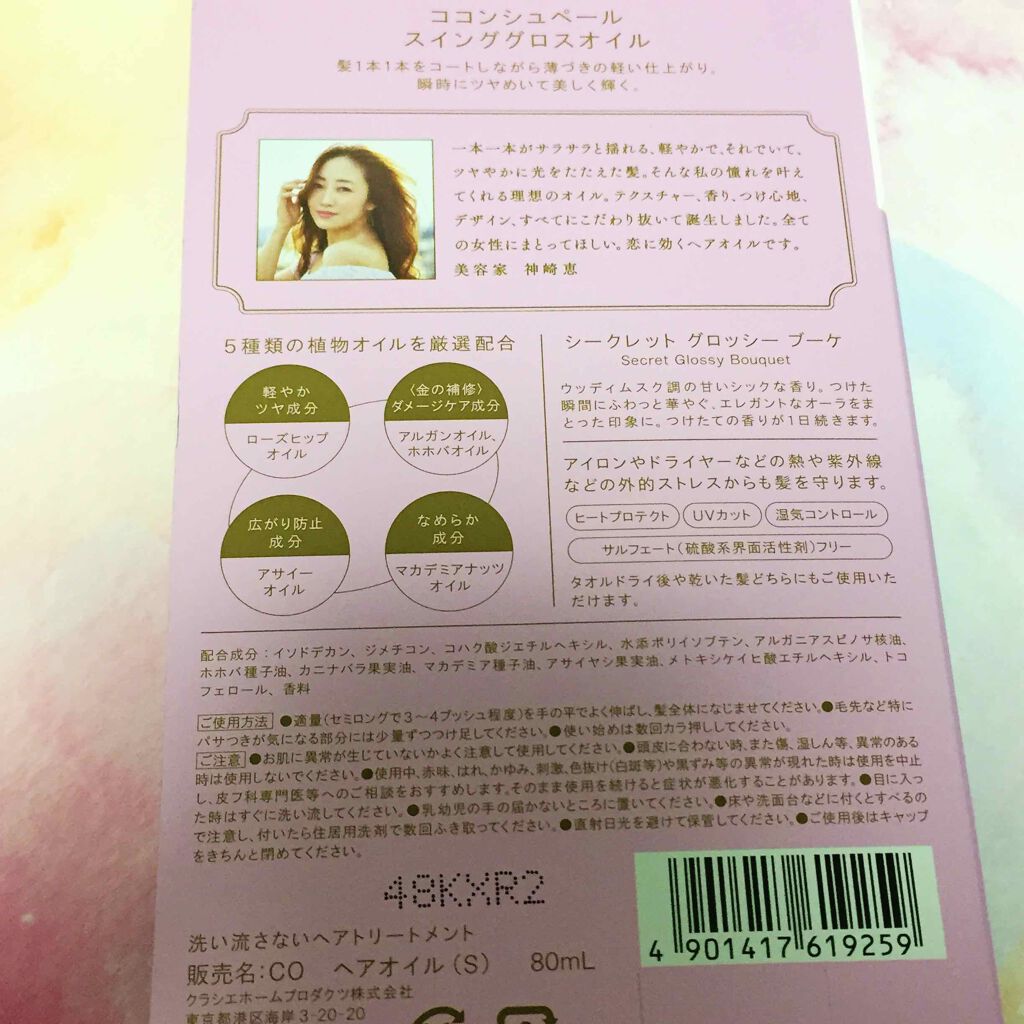 ココンシュペール
スインググロスオイル
髪1本1本をコートしながら薄づきの軽い仕上がり。
瞬時にツヤめいて美しく輝く。
一本一本がサラサラと揺れる、軽やかで、それでいて、
ツヤやかに光をたたえた髪。そんな私の憧れを叶え
てくれる理想のオイル。テクスチャー、香り、つけ心地、
デザイン、すべてにこだわり抜いて誕生しました。全て
の女性にまとってほしい。恋に効くヘアオイルです。
美容家 神崎恵
5種類の植物オイルを厳選配合
軽やか
ツヤ成分
ローズヒップ
オイル
〈金の補修〉
ダメージケア成分
アルガンオイル、
ホホバオイル
広がり防止
成分
アサイー
オイル
なめらか
成分
マカデミアナッツ
オイル
シークレット グロッシー ブーケ
Secret Glossy Bouquet
ウッディムスク調の甘いシックな香り。つけた
瞬間にふわっと華やぐ、エレガントなオーラをま
とった印象に。つけたての香りが1日続きます。
アイロンやドライヤーなどの熱や紫外線
などの外的ストレスからも髪を守ります。
ヒートプロテクト UVカット 湿気コントロール
サルフェート(硫酸系界面活性剤)フリー
タオルドライ後や乾いた髪どちらにもご使用いた
だけます。
配合成分:イソドデカン、ジメチコン、コハク酸ジエチルヘキシル、水添ポリイソブテン、アルガニアスピノサ核油、
ホホバ種子油、カニナバラ果実油、マカデミア種子油、アサイヤシ果実油、メトキシケイヒ酸エチルヘキシル、トコ
フェロール、香料
ご使用方法 ●適量(セミロングで3~4プッシュ程度)を手の平でよく伸ばし、髪全体になじませてください。●毛先など特に
パサつきが気になる部分には少量ずつつけ足してください。●使い始めは数回カラ押ししてください。
ご注意 ●お肌に異常が生じていないかよく注意して使用してください。●頭皮に合わない時、また傷、湿しん等、異常のある
時は使用しないでください。●使用中、赤味、はれ、かゆみ、刺激、色抜け(白斑等)や黒ずみ等の異常が現れた時は使用を中止
し、皮フ科専門医等へのご相談をおすすめします。そのまま使用を続けると症状が悪化することがあります。●目に入っ
た時はすぐに洗い流してください。●乳幼児の手の届かないところに置いてください。●床や洗面台などに付くとすべるの
で注意し、付いたら住居用洗剤で数回ふき取ってください。●直射日光を避けて保管してください。●ご使用後はキャップ
をきちんと閉めてください。
48KXR2
洗い流さないヘアトリートメント
販売名:CO ヘアオイル(S) 80mL
クラシエホームプロダクツ株式会社
東京都港区海岸3-20-20
4 901417 619259